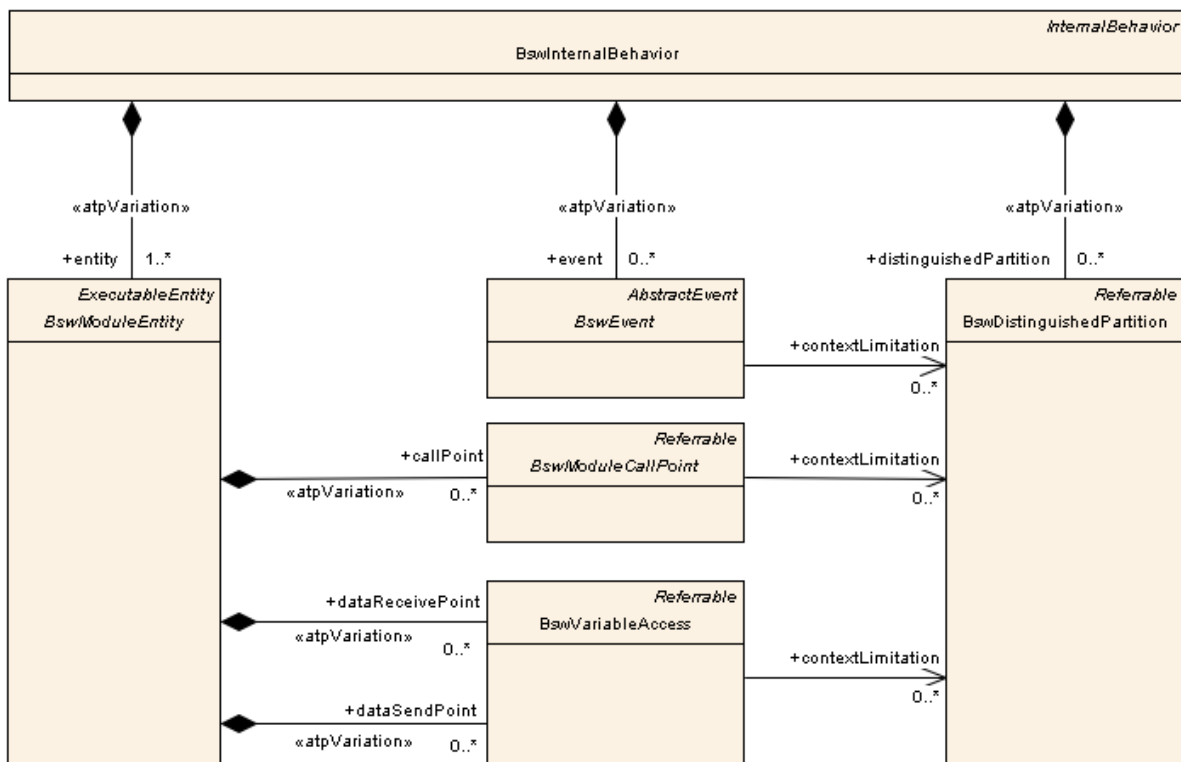 InternalBehavior
BswInternalBehavior
«atpVariation»
«atpVariation»
«atpVariation»
+entity
1..*
+event
0..*
+distinguishedPartition
0..*
ExecutableEntity
BswModuleEntity
AbstractEvent
BswEvent
Referrable
BswDistinguishedPartition
+contextLimitation
0..*
+callPoint
«atpVariation»
0..*
Referrable
BswModuleCallPoint
+contextLimitation
0..*
+dataReceivePoint
«atpVariation»
0..*
Referrable
BswVariableAccess
+contextLimitation
0..*
+dataSendPoint
«atpVariation»
0..*